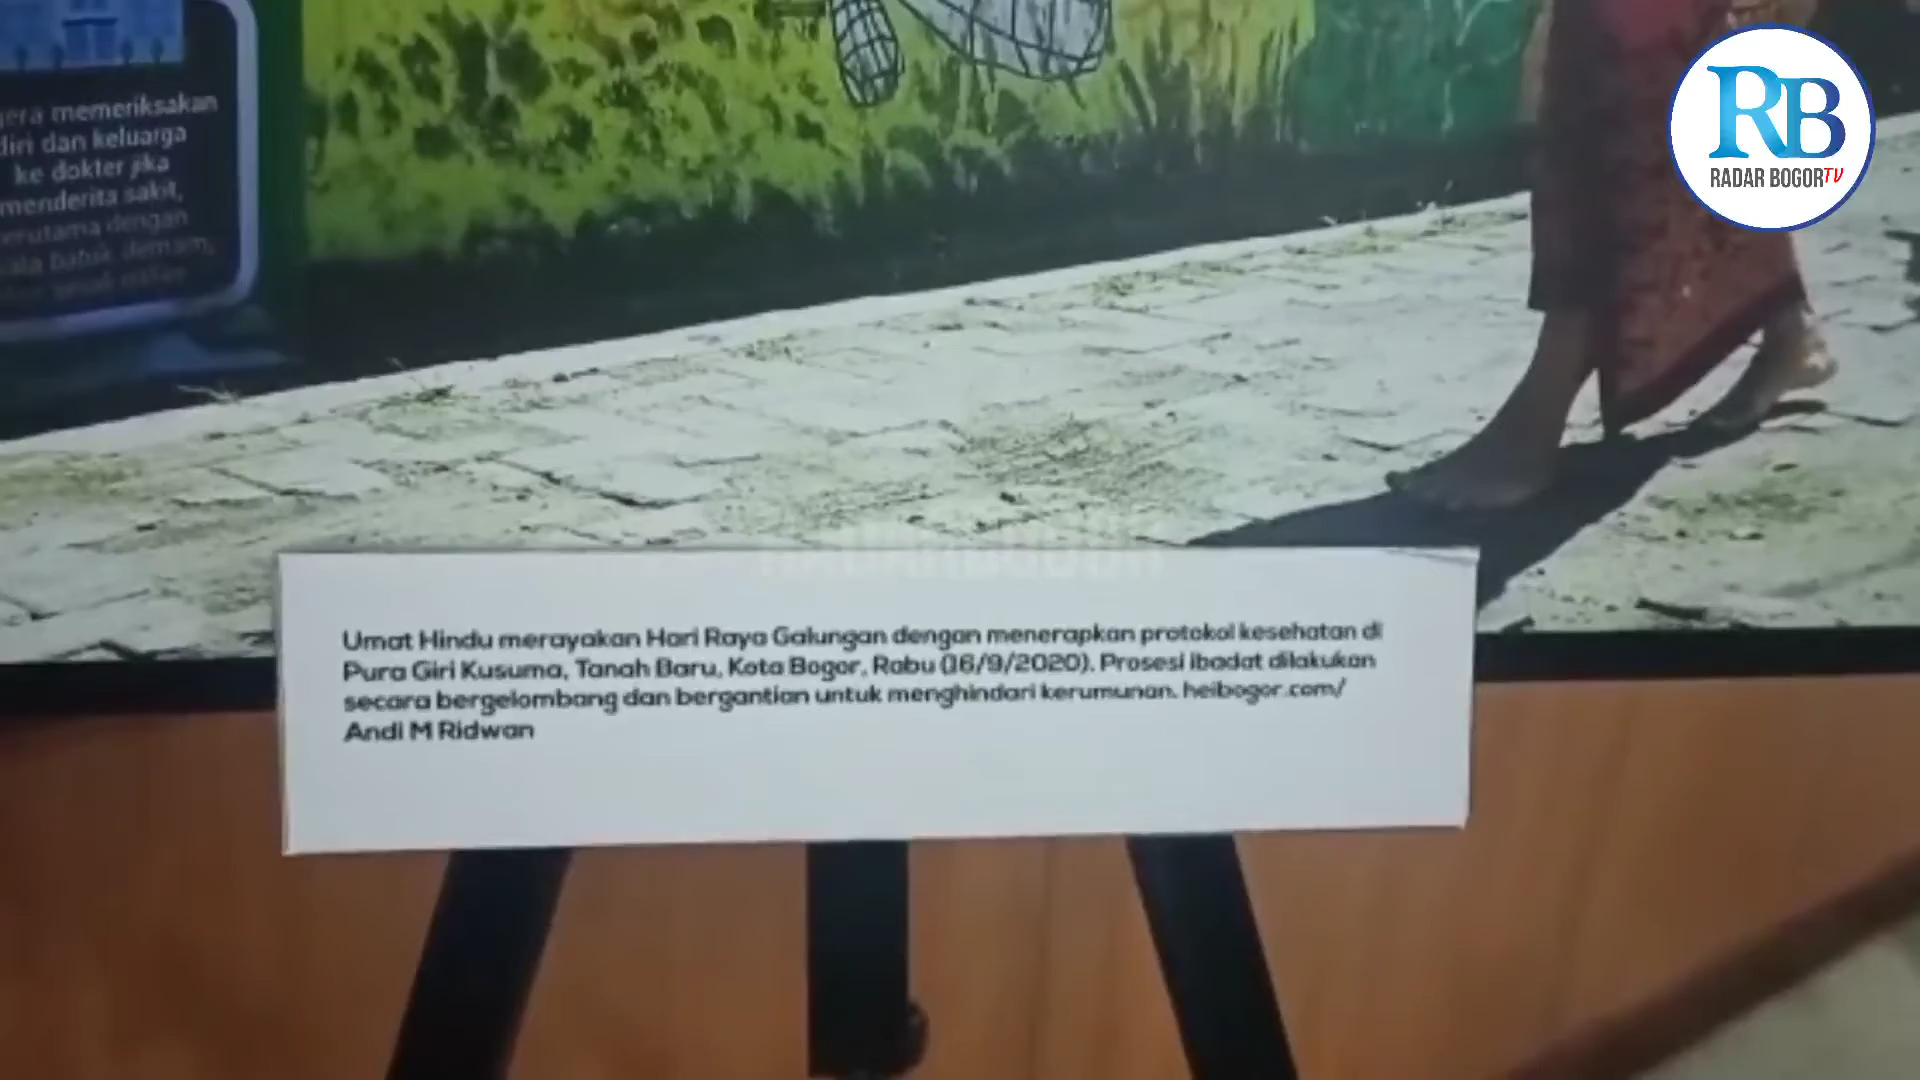 RB
RADAR BOGOR TV
memeriksakan
diri dan keluarga
ke dokter jika
menderita sakit,
dengan
Umat Hindu merayakan Hari Raya Galungan dengan menerapkan protokol kesehatan di
Pura Giri Kusuma, Tanah Baru, Kota Bogor, Rabu (16/9/2020). Prosesi ibadat dilakukan
secara bergelombang dan bergantian untuk menghindari kerumunan. heibogor.com/
Andi M Ridwan